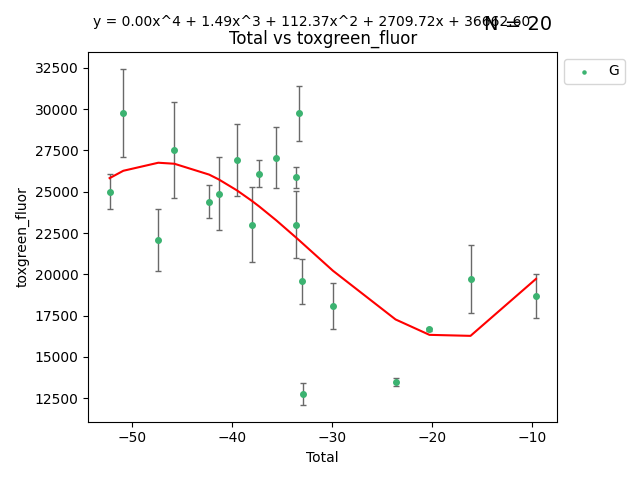 y = 0.00x^4 + 1.49x^3 + 112.37x^2 + 2709.72x + 36662.60
N = 20
Total vs toxgreen_fluor
G
32500
30000
27500
25000
22500
20000
17500
15000
12500
toxgreen_fluor
−50
−40
−30
−20
−10
Total